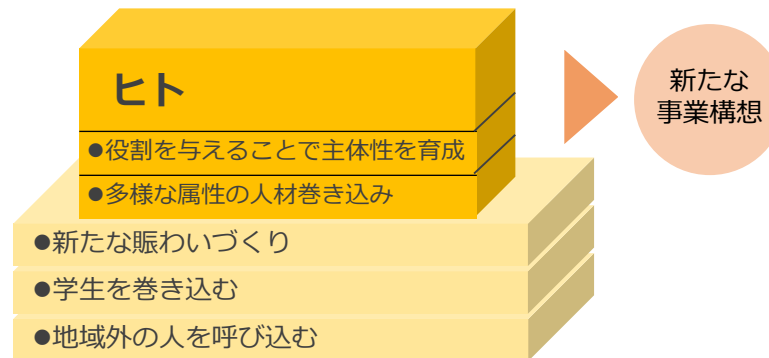 ヒト
●役割を与えることで主体性を育成
●多様な属性の人材巻き込み
●新たな賑わいづくり
●学生を巻き込む
●地域外の人を呼び込む
新たな
事業構想